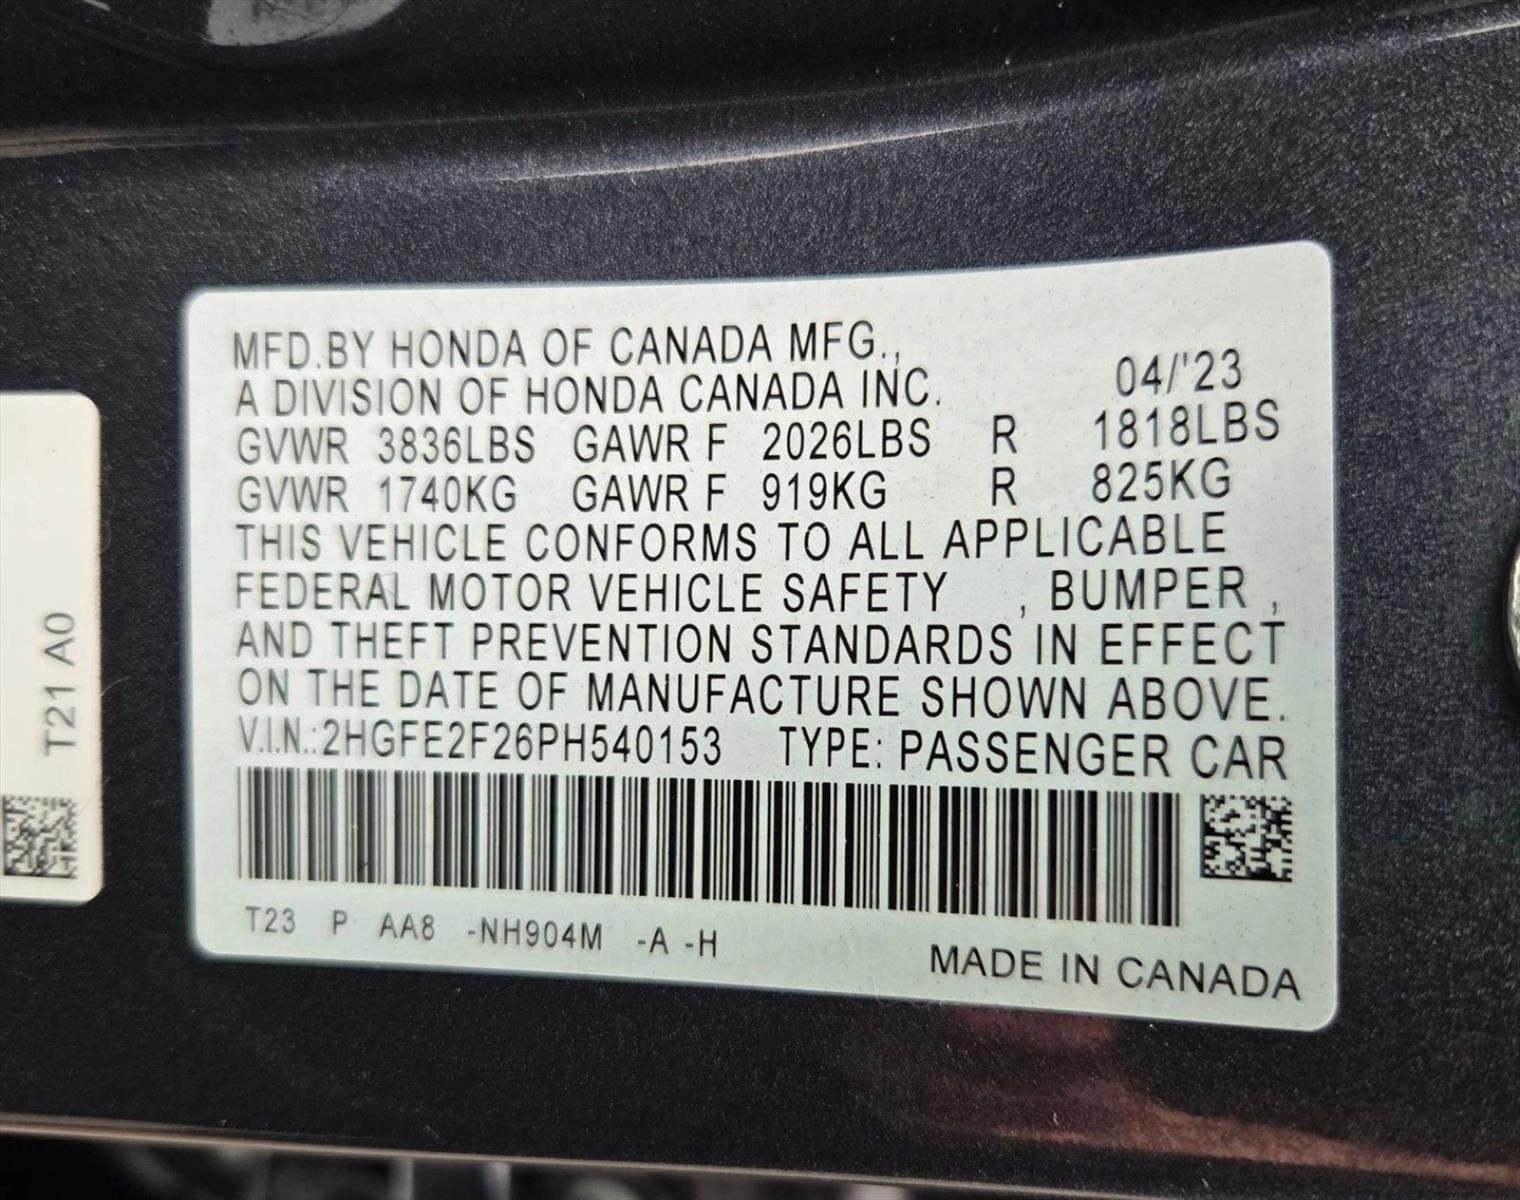 MFD.BY HONDA OF CANADA MFG.,
A DIVISION OF HONDA CANADA INC. 04/'23
GVWR 3836LBS GAWR F 2026LBS R 1818LBS
GVWR 1740KG GAWR F 919KG R 825KG
THIS VEHICLE CONFORMS TO ALL APPLICABLE
FEDERAL MOTOR VEHICLE SAFETY , BUMPER ,
AND THEFT PREVENTION STANDARDS IN EFFECT
ON THE DATE OF MANUFACTURE SHOWN ABOVE.
V.I.N.:2HGFE2F26PH540153 TYPE: PASSENGER CAR
T23 P AA8 -NH904M -A -H
MADE IN CANADA
T21 A0